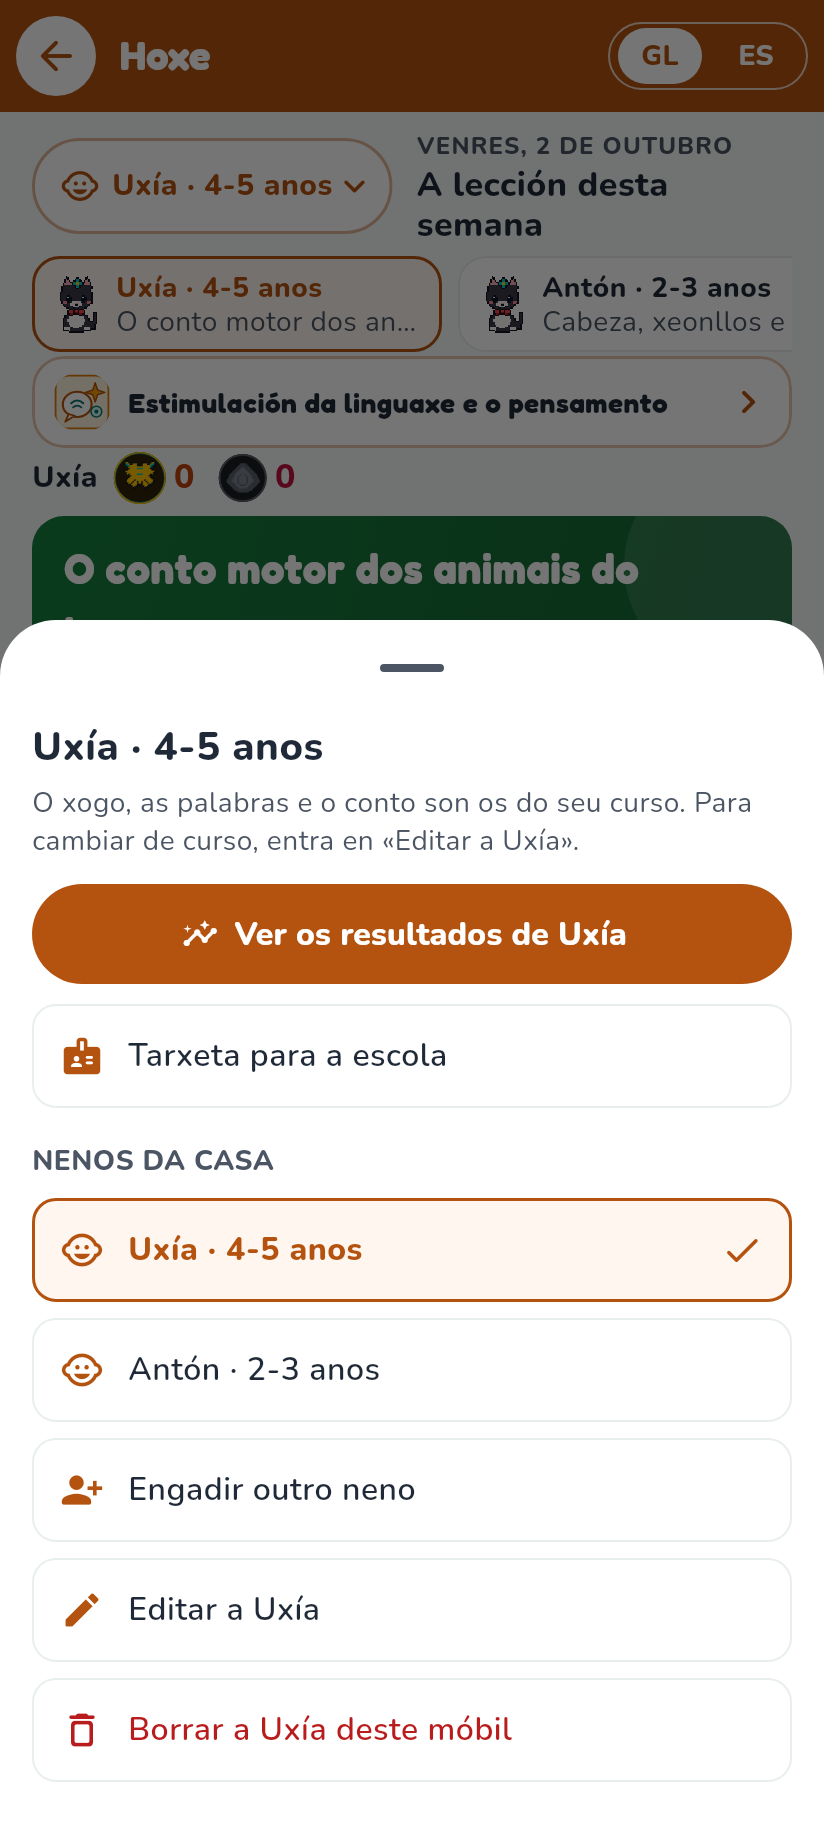 Hoxe
GL
ES
Uxía · 4-5 anos
VENRES, 2 DE OUTUBRO
A lección desta
semana
Uxía · 4-5 anos
O conto motor dos an...
Antón · 2-3 anos
Cabeza, xeonllos e
Estimulación da linguaxe e o pensamento
Uxía
0
0
O conto motor dos animais do
Uxía · 4-5 anos
O xogo, as palabras e o conto son os do seu curso. Para
cambiar de curso, entra en «Editar a Uxía».
Ver os resultados de Uxía
Tarxeta para a escola
NENOS DA CASA
Uxía · 4-5 anos
Antón · 2-3 anos
Engadir outro neno
Editar a Uxía
Borrar a Uxía deste móbil